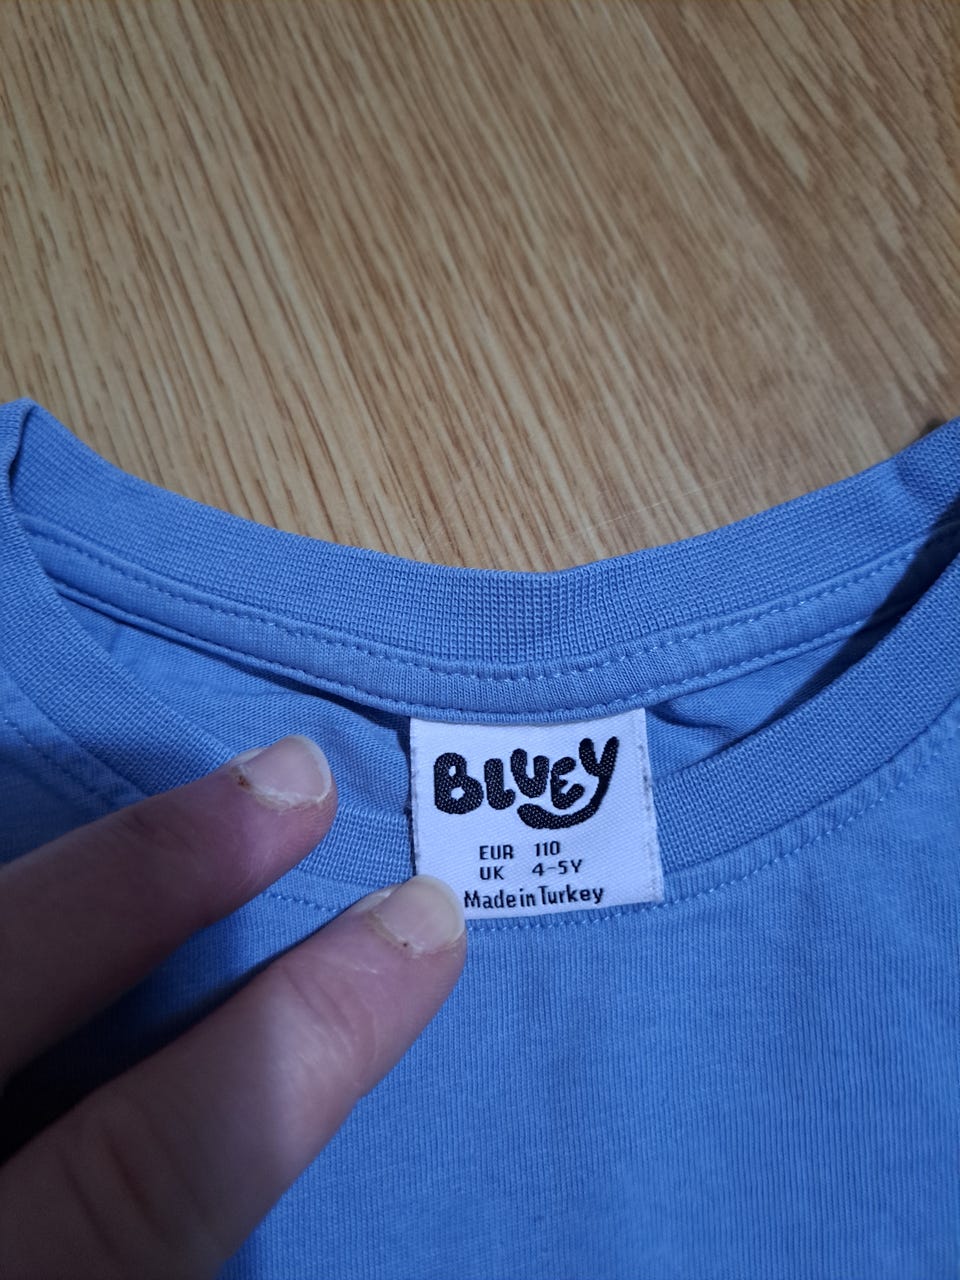 BLUEY
EUR 110
UK 4-5Y
Made in Turkey